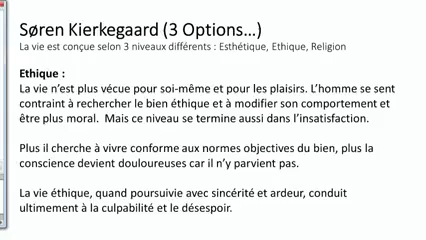 Søren Kierkegaard (3 Options…)
La vie est conçue selon 3 niveaux différents : Esthétique, Ethique, Religion
Ethique :
La vie n'est plus vécue pour soi-même et pour les plaisirs. L'homme se sent
contraint à rechercher le bien éthique et à modifier son comportement et
être plus moral.  Mais ce niveau se termine aussi dans l'insatisfaction.
Plus il cherche à vivre conforme aux normes objectives du bien, plus la
conscience devient douloureuses car il n'y parvient pas.
La vie éthique, quand poursuivie avec sincérité et ardeur, conduit
ultimement à la culpabilité et le désespoir.